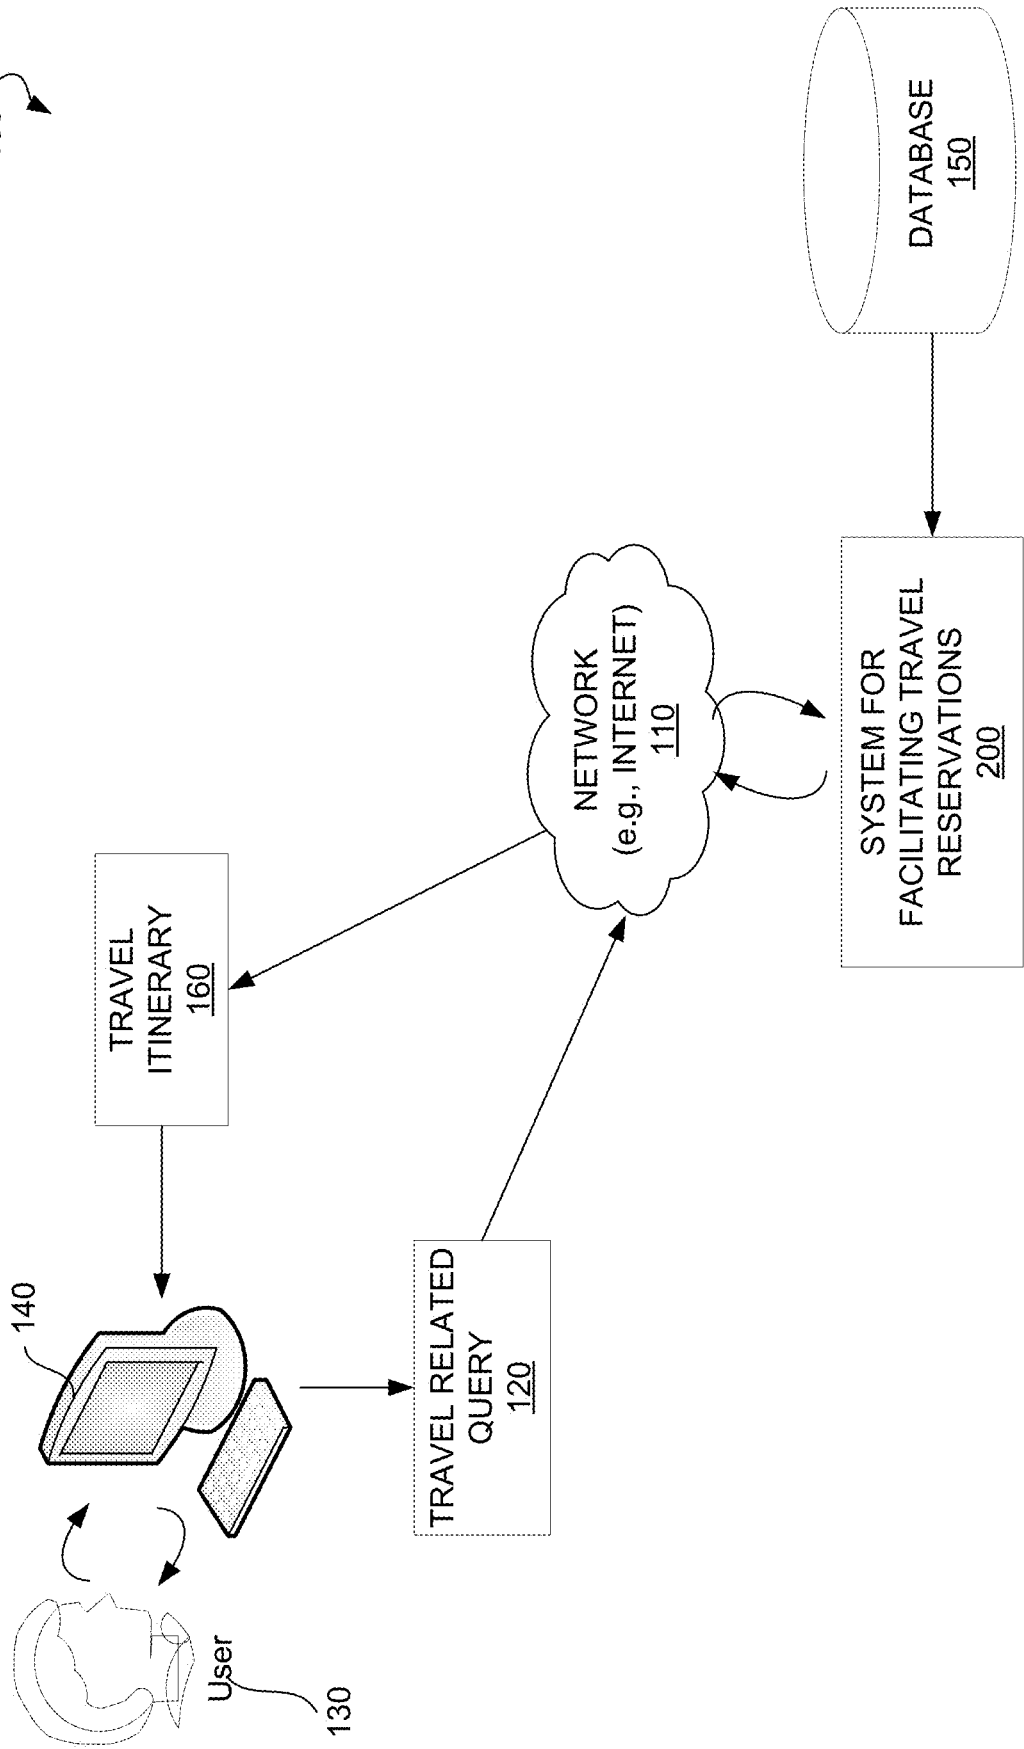 140
User
130
TRAVEL
ITINERARY
160
TRAVEL RELATED
QUERY
120
NETWORK
(e.g., INTERNET)
110
SYSTEM FOR
FACILITATING TRAVEL
RESERVATIONS
200
DATABASE
150